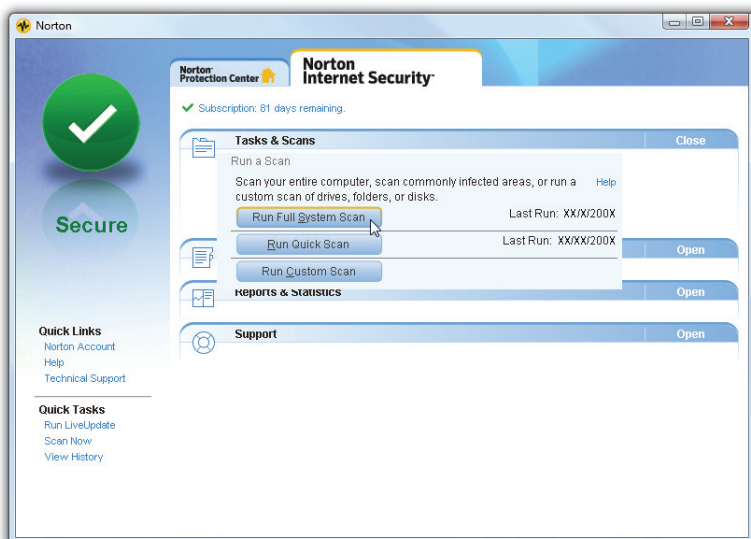 Norton
Norton Protection Center
Norton Internet Security
Subscription: 81 days remaining.
Tasks & Scans
Close
Run a Scan
Scan your entire computer, scan commonly infected areas, or run a
custom scan of drives, folders, or disks.
Help
Run Full System Scan
Last Run: XX/X/200X
Run Quick Scan
Last Run: XX/XX/200X
Run Custom Scan
Open
Reports & Statistics
Open
Support
Open
Secure
Quick Links
Norton Account
Help
Technical Support
Quick Tasks
Run LiveUpdate
Scan Now
View History